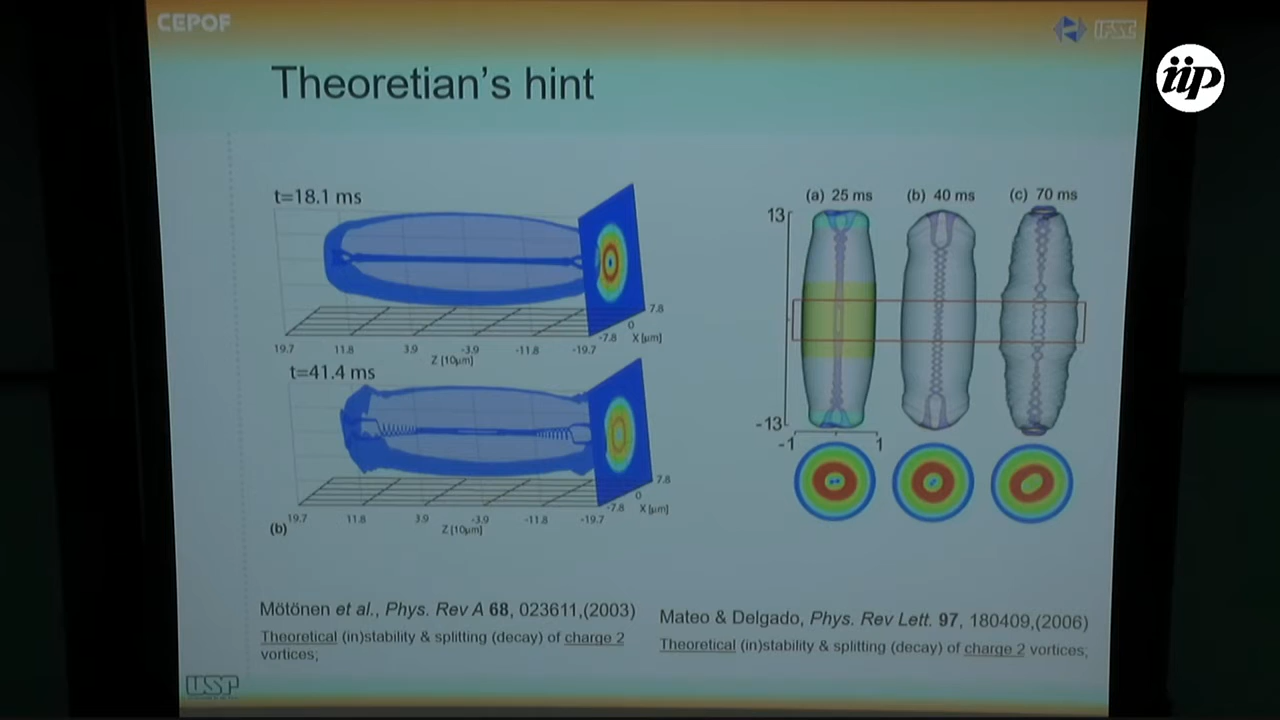 CEPOF
IFSC
iip
Theoretian's hint
t=18.1 ms
7.8
0
-7.8 X [µm]
19.7 11.8 3.9 -3.9 -11.8 -19.7
Z [10µm]
t=41.4 ms
7.8
0
-7.8 X [µm]
19.7 11.8 3.9 -3.9 -11.8 -19.7
Z [10µm]
(b)
(a) 25 ms (b) 40 ms (c) 70 ms
13
-13
-1 1
Mötönen et al., Phys. Rev A 68, 023611,(2003)
Theoretical (in)stability & splitting (decay) of charge 2
vortices;
Mateo & Delgado, Phys. Rev Lett. 97, 180409,(2006)
Theoretical (in)stability & splitting (decay) of charge 2 vortices;
USP